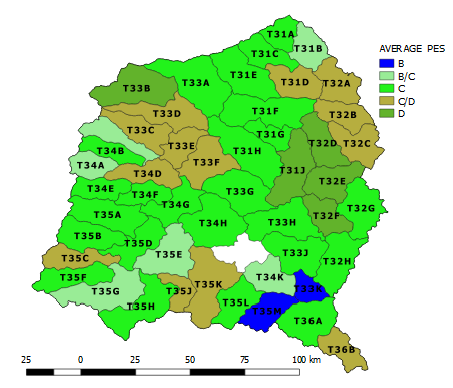 T31A
T31B
T31C
T31E
T31D
T32A
T33A
T33B
T33D
T31F
T32B
T33C
T31G
T32D
T32C
T34B
T33E
T31H
T34A
T33F
T31J
T34D
T32E
T34E
T34F
T33G
T34G
T32G
T35A
T32F
T34H
T33H
T35B
T35D
T35E
T33J
T32H
T35C
T35F
T34K
T35G
T35J
T35K
T33K
T35H
T35L
T35M
T36A
T36B
AVERAGE PES
B
B/C
C
C/D
D
25 0 25 50 75 100 km